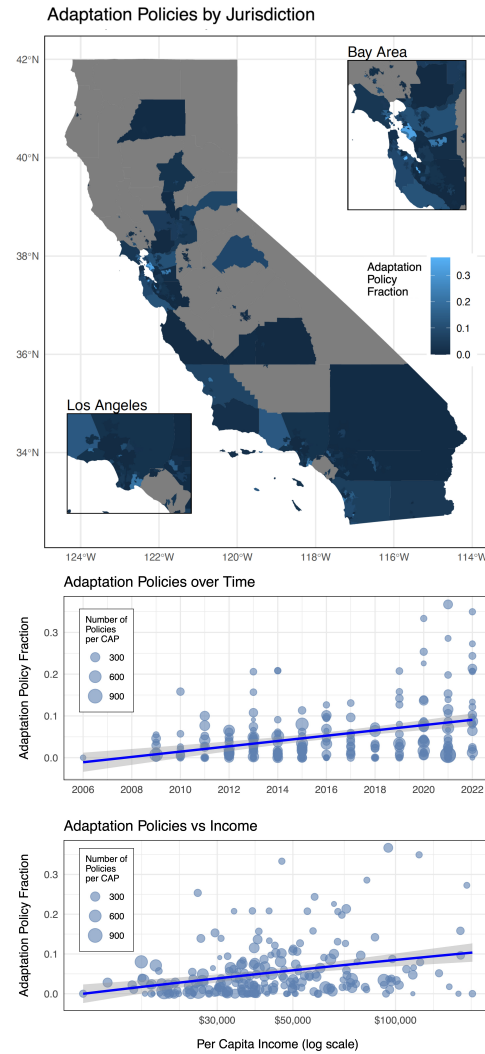 Adaptation Policies by Jurisdiction
Bay Area
42°N
40°N
38°N
36°N
34°N
Adaptation
Policy
Fraction
0.3
0.2
0.1
0.0
Los Angeles
124°W 122°W 120°W 118°W 116°W 114°W
Adaptation Policies over Time
Adaptation Policy Fraction
0.3
0.2
0.1
0.0
Number of
Policies
per CAP
300
600
900
2006 2008 2010 2012 2014 2016 2018 2020 2022
Adaptation Policies vs Income
Adaptation Policy Fraction
0.3
0.2
0.1
0.0
Number of
Policies
per CAP
300
600
900
$30,000 $50,000 $100,000
Per Capita Income (log scale)